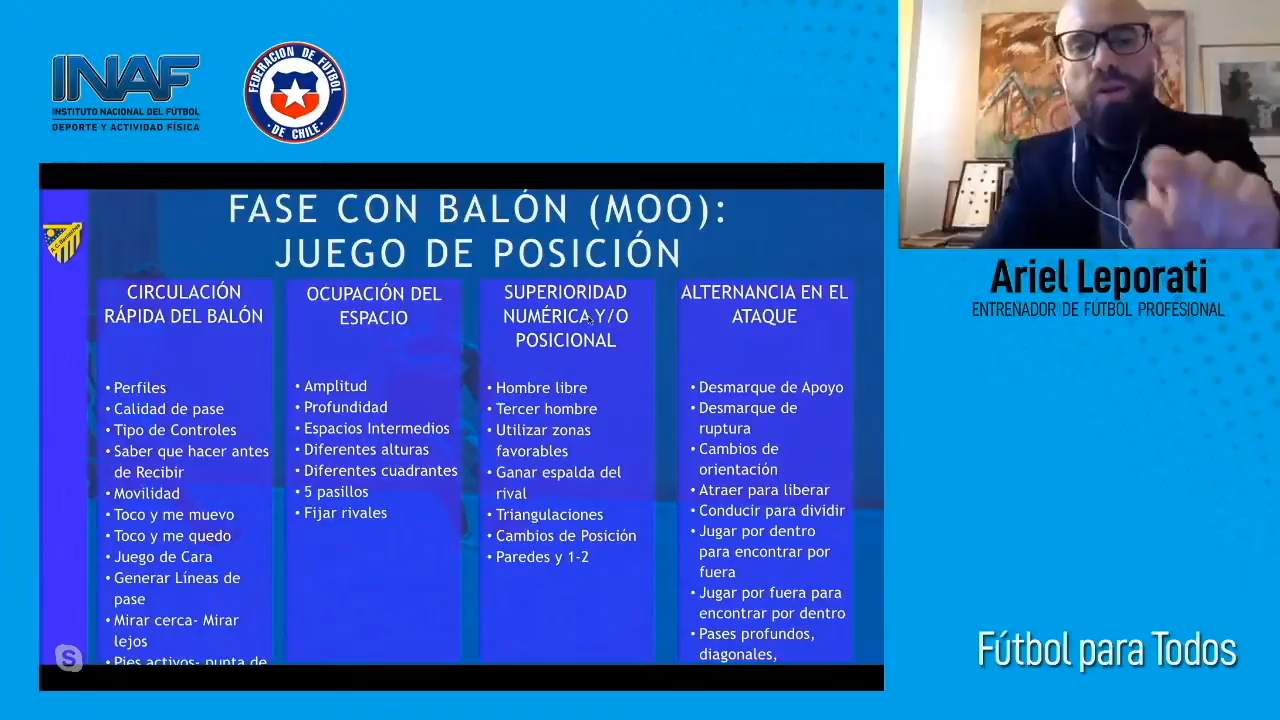 INAF
INSTITUTO NACIONAL DEL FÚTBOL
DEPORTE Y ACTIVIDAD FÍSICA
FEDERACION DE FUTBOL
DE CHILE
FASE CON BALÓN (MOO):
JUEGO DE POSICIÓN
CIRCULACIÓN
RÁPIDA DEL BALÓN
• Perfiles
• Calidad de pase
• Tipo de Controles
• Saber que hacer antes
de Recibir
• Movilidad
• Toco y me muevo
• Toco y me quedo
• Juego de Cara
• Generar Líneas de
pase
• Mirar cerca- Mirar
lejos
• Pies activos- punta de
OCUPACIÓN DEL
ESPACIO
• Amplitud
• Profundidad
• Espacios Intermedios
• Diferentes alturas
• Diferentes cuadrantes
• 5 pasillos
• Fijar rivales
SUPERIORIDAD
NUMÉRICA Y/O
POSICIONAL
• Hombre libre
• Tercer hombre
• Utilizar zonas
favorables
• Ganar espalda del
rival
• Triangulaciones
• Cambios de Posición
• Paredes y 1-2
ALTERNANCIA EN EL
ATAQUE
• Desmarque de Apoyo
• Desmarque de
ruptura
• Cambios de
orientación
• Atraer para liberar
• Conducir para dividir
• Jugar por dentro
para encontrar por
fuera
• Jugar por fuera para
encontrar por dentro
• Pases profundos,
diagonales,
Ariel Leporati
ENTRENADOR DE FÚTBOL PROFESIONAL
Fútbol para Todos